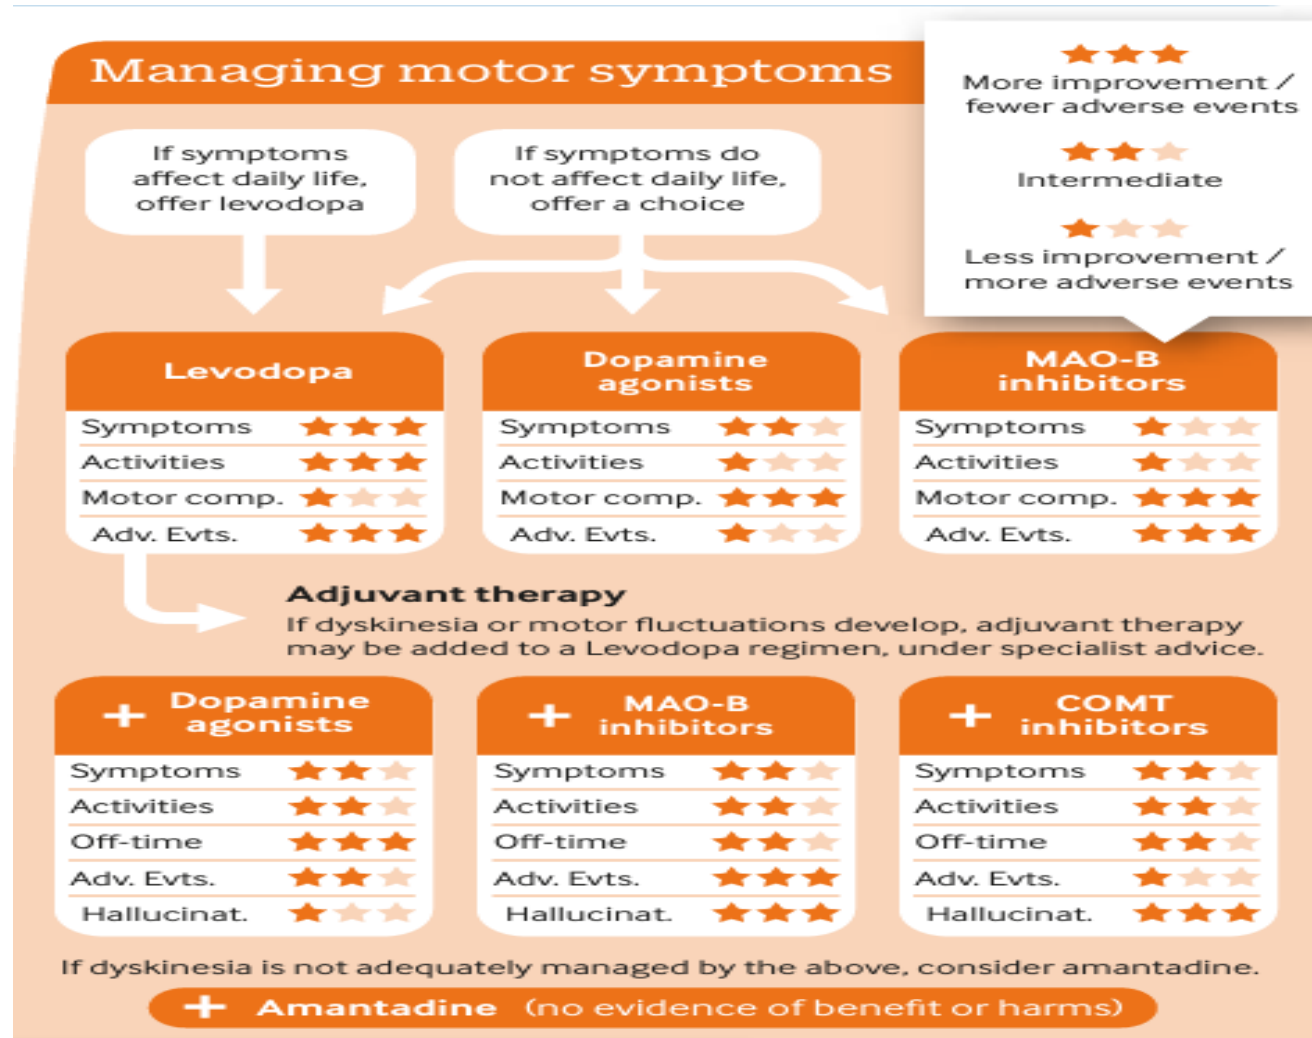 Managing motor symptoms
More improvement /
fewer adverse events
Intermediate
Less improvement /
more adverse events
If symptoms
affect daily life,
offer levodopa
If symptoms do
not affect daily life,
offer a choice
Levodopa
Symptoms
Activities
Motor comp.
Adv. Evts.
Dopamine
agonists
Symptoms
Activities
Motor comp.
Adv. Evts.
MAO-B
inhibitors
Symptoms
Activities
Motor comp.
Adv. Evts.
Adjuvant therapy
If dyskinesia or motor fluctuations develop, adjuvant therapy
may be added to a Levodopa regimen, under specialist advice.
+ Dopamine
agonists
Symptoms
Activities
Off-time
Adv. Evts.
Hallucinat.
+ MAO-B
inhibitors
Symptoms
Activities
Off-time
Adv. Evts.
Hallucinat.
+ COMT
inhibitors
Symptoms
Activities
Off-time
Adv. Evts.
Hallucinat.
If dyskinesia is not adequately managed by the above, consider amantadine.
+ Amantadine (no evidence of benefit or harms)